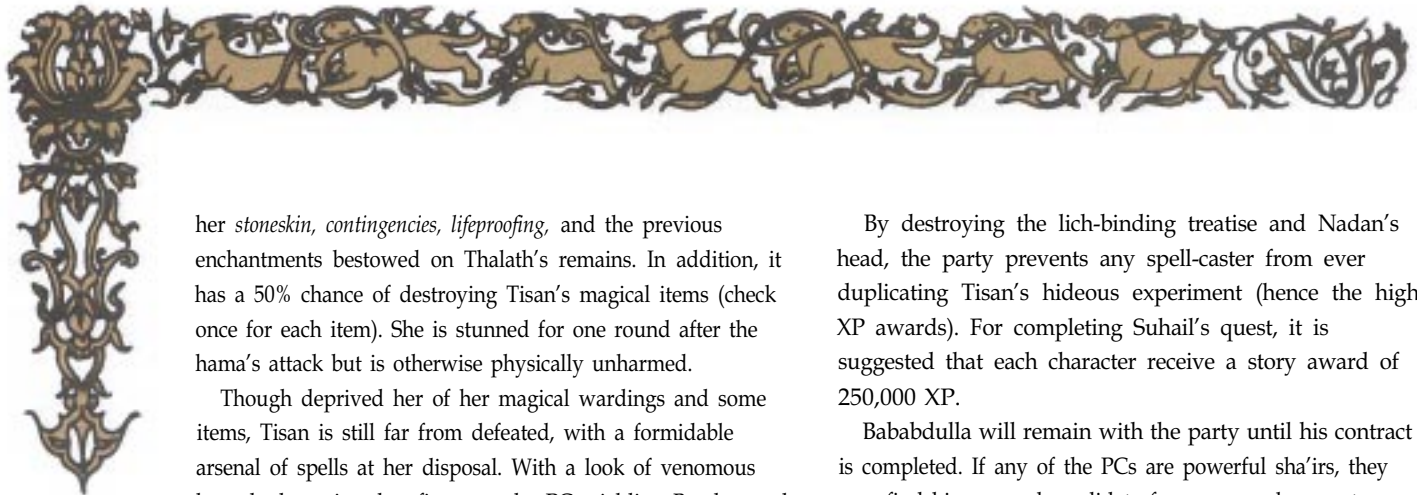 her stoneskin, contingencies, lifeproofing, and the previous
enchantments bestowed on Thalath's remains. In addition, it
has a 50% chance of destroying Tisan's magical items (check
once for each item). She is stunned for one round after the
hama's attack but is otherwise physically unharmed.
Though deprived her of her magical wardings and some
items, Tisan is still far from defeated, with a formidable
arsenal of spells at her disposal. With a look of venomous
By destroying the lich-binding treatise and Nadan's
head, the party prevents any spell-caster from ever
duplicating Tisan's hideous experiment (hence the high
XP awards). For completing Suhail's quest, it is
suggested that each character receive a story award of
250,000 XP.
Bababdulla will remain with the party until his contract
is completed. If any of the PCs are powerful sha'irs, they